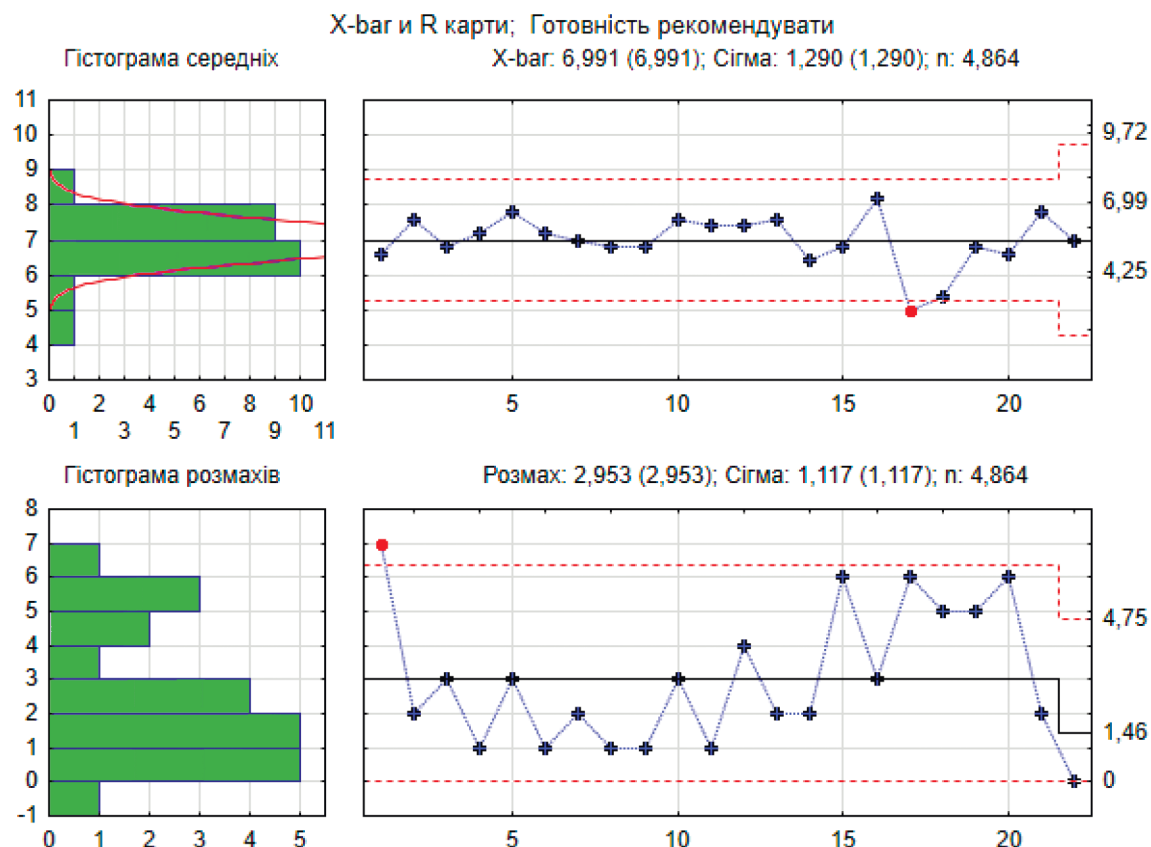 X-bar и R карти;  Готовність рекомендувати
Гістограма середніх
X-bar: 6,991 (6,991); Сігма: 1,290 (1,290); n: 4,864
11
10
9
8
7
6
5
4
3
0 2 4 6 8 10
1 3 5 7 9 11
9,72
6,99
4,25
5 10 15 20
Гістограма розмахів
Розмах: 2,953 (2,953); Сігма: 1,117 (1,117); n: 4,864
8
7
6
5
4
3
2
1
0
-1
0 1 2 3 4 5
4,75
1,46
0
5 10 15 20